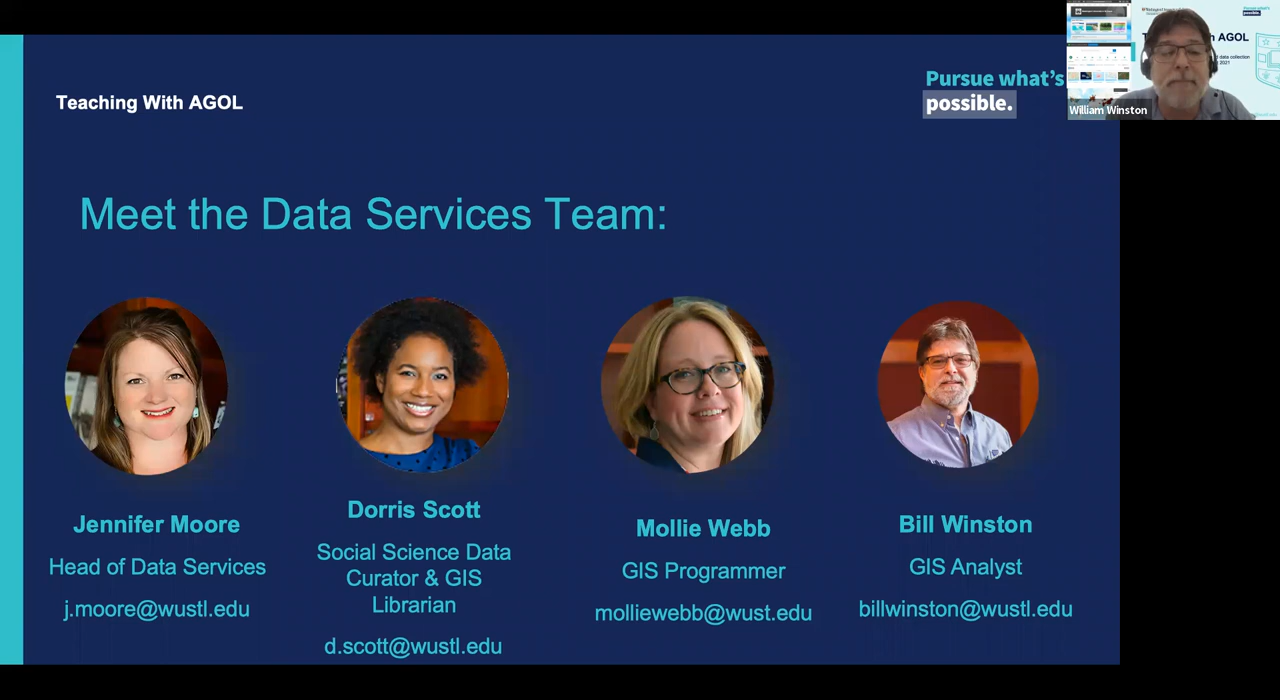 Teaching With AGOL
Pursue what's
possible.
AGOL
data collection
2021
William Winston
Meet the Data Services Team:
Jennifer Moore
Head of Data Services
j.moore@wustl.edu
Dorris Scott
Social Science Data
Curator & GIS
Librarian
d.scott@wustl.edu
Mollie Webb
GIS Programmer
molliewebb@wust.edu
Bill Winston
GIS Analyst
billwinston@wustl.edu